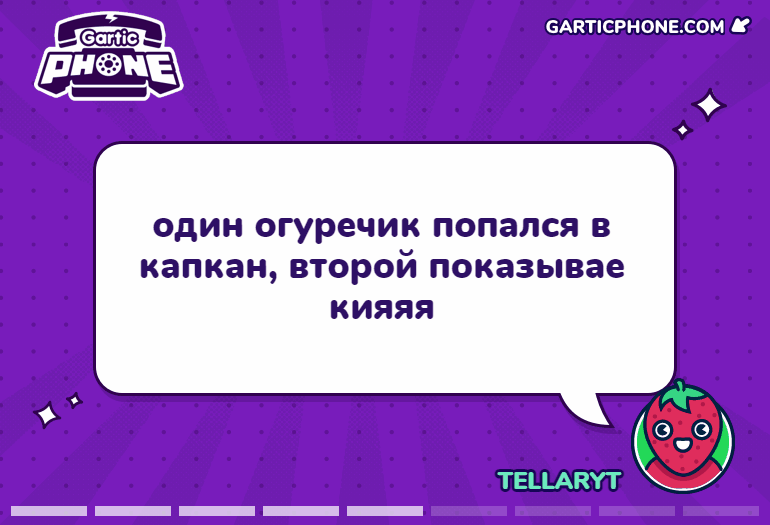 Gartic
PHONE
GARTICPHONE.COM
один огуречик попался в
капкан, второй показывае
кияяя
TELLARYT